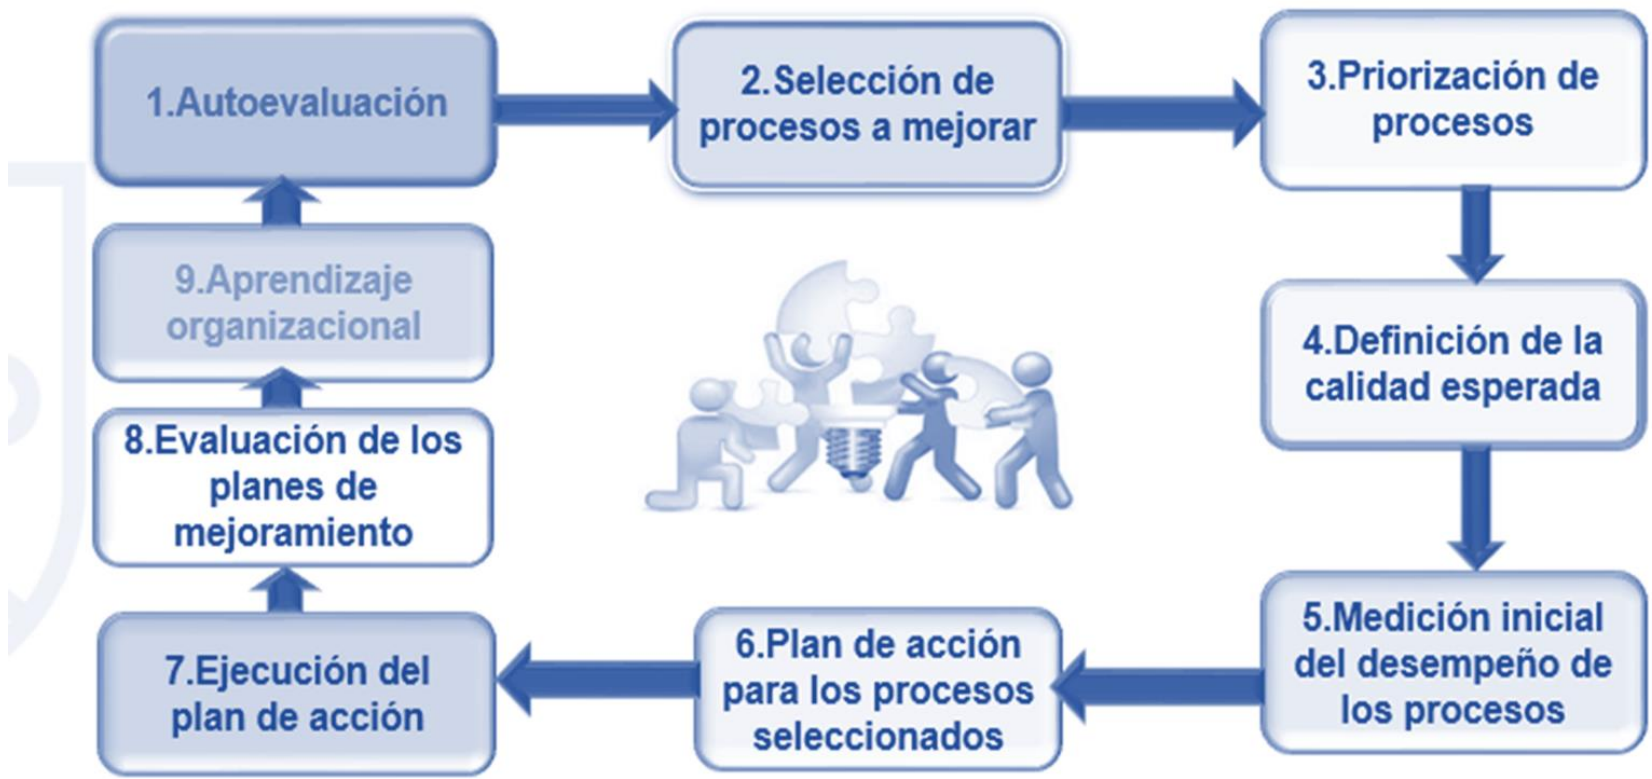 1.Autoevaluación
2.Selección de
procesos a mejorar
3.Priorización de
procesos
4.Definición de la
calidad esperada
5.Medición inicial
del desempeño de
los procesos
6.Plan de acción
para los procesos
seleccionados
7.Ejecución del
plan de acción
8.Evaluación de los
planes de
mejoramiento
9.Aprendizaje
organizacional